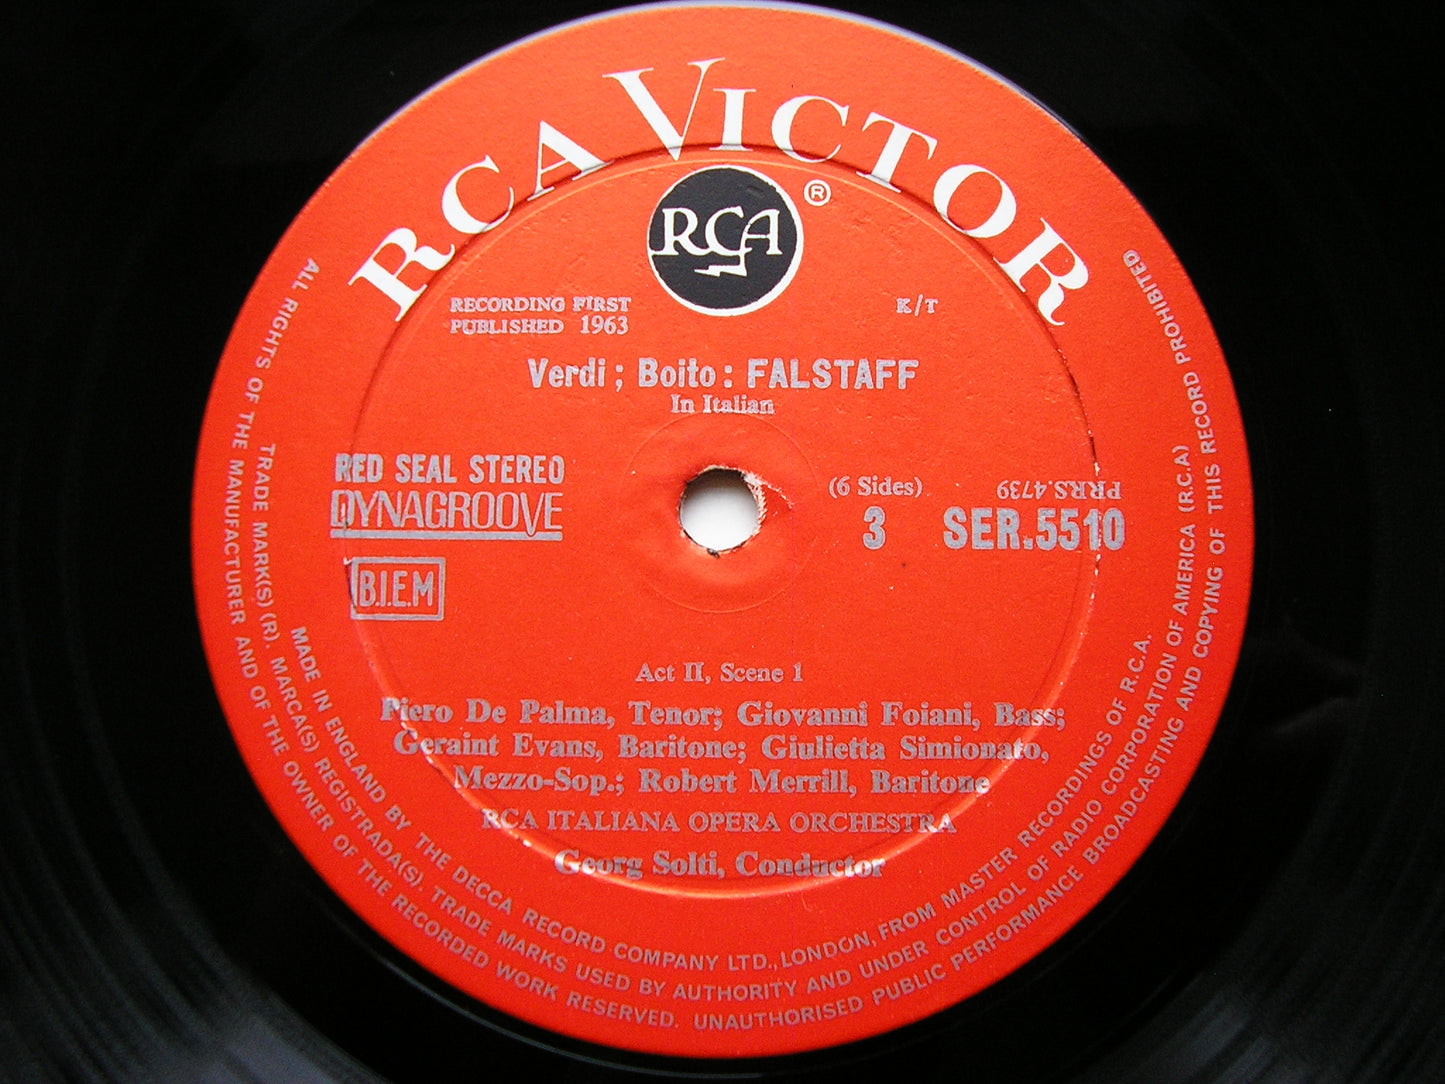 RCA VICTOR
RCA ®
RECORDING FIRST
PUBLISHED 1963
K/T
Verdi ; Boito : FALSTAFF
In Italian
RED SEAL STEREO
DYNAGROOVE
B.I.E.M
(6 Sides)
3
PRRS.4739
SER.5510
Act II, Scene 1
Piero De Palma, Tenor; Giovanni Foiani, Bass;
Geraint Evans, Baritone; Giulietta Simionato,
Mezzo-Sop.; Robert Merrill, Baritone
RCA ITALIANA OPERA ORCHESTRA
Georg Solti, Conductor
MADE IN ENGLAND BY THE DECCA RECORD COMPANY LTD., LONDON, FROM MASTER RECORDINGS OF R.C.A.
TRADE MARK(S) (R). MARCA(S) REGISTRADA(S). TRADE MARKS USED BY AUTHORITY AND UNDER CONTROL OF RADIO CORPORATION OF AMERICA (R.C.A)
ALL RIGHTS OF THE MANUFACTURER AND OF THE OWNER OF THE RECORDED WORK RESERVED. UNAUTHORISED PUBLIC PERFORMANCE BROADCASTING AND COPYING OF THIS RECORD PROHIBITED